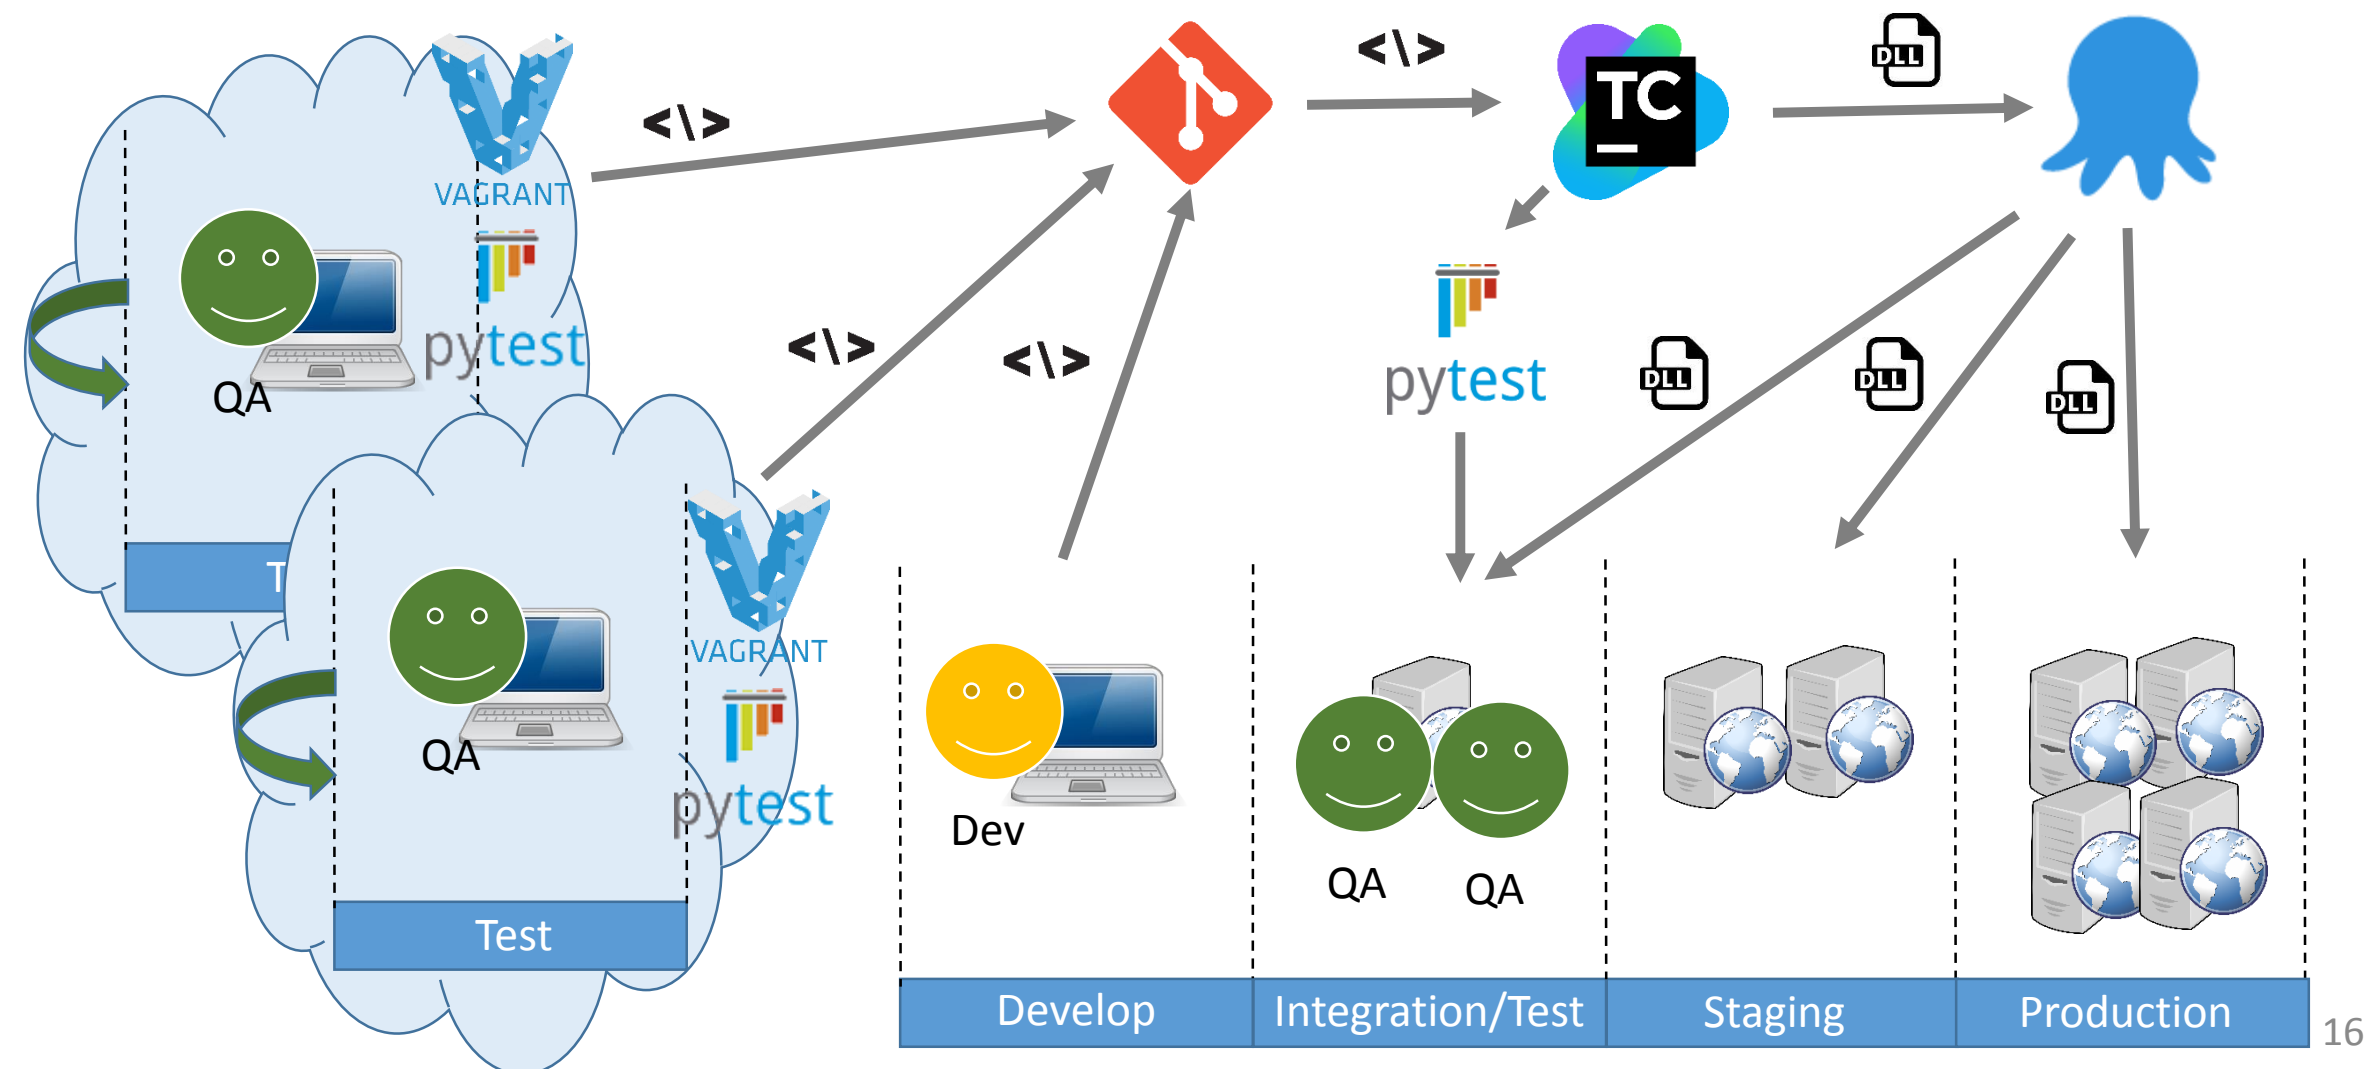 <\>
<\>
TC
DLL
VAGRANT
pytest
QA
T
<\>
<\>
pytest
DLL
DLL
DLL
VAGRANT
pytest
QA
Test
Dev
QA
QA
Develop
Integration/Test
Staging
Production
16